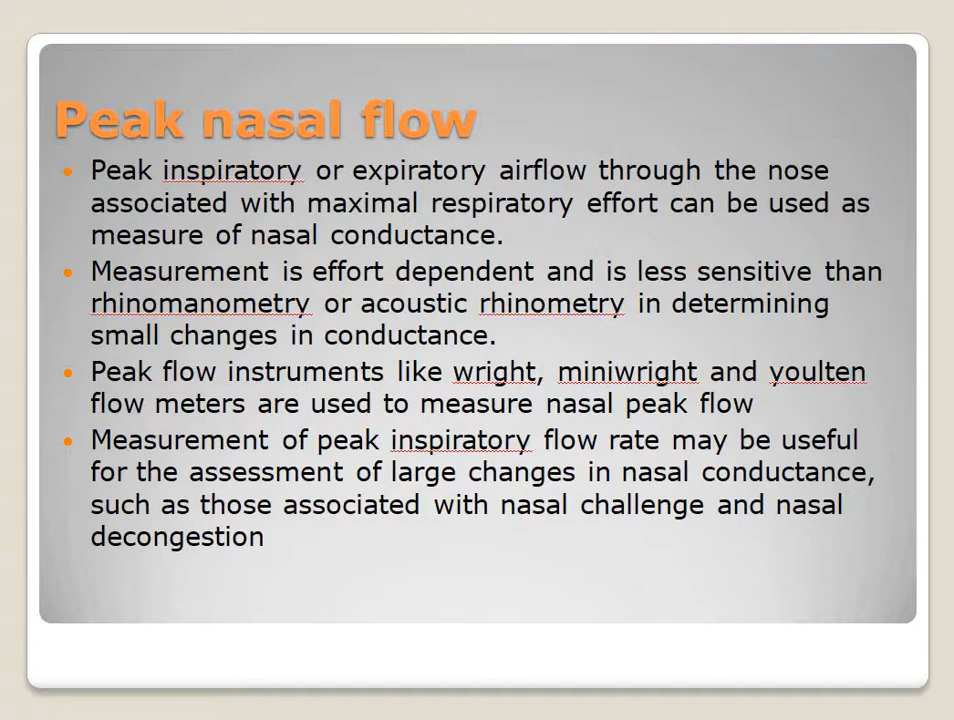 Peak nasal flow
• Peak inspiratory or expiratory airflow through the nose
associated with maximal respiratory effort can be used as
measure of nasal conductance.
• Measurement is effort dependent and is less sensitive than
rhinomanometry or acoustic rhinometry in determining
small changes in conductance.
• Peak flow instruments like wright, miniwright and youlten
flow meters are used to measure nasal peak flow
• Measurement of peak inspiratory flow rate may be useful
for the assessment of large changes in nasal conductance,
such as those associated with nasal challenge and nasal
decongestion